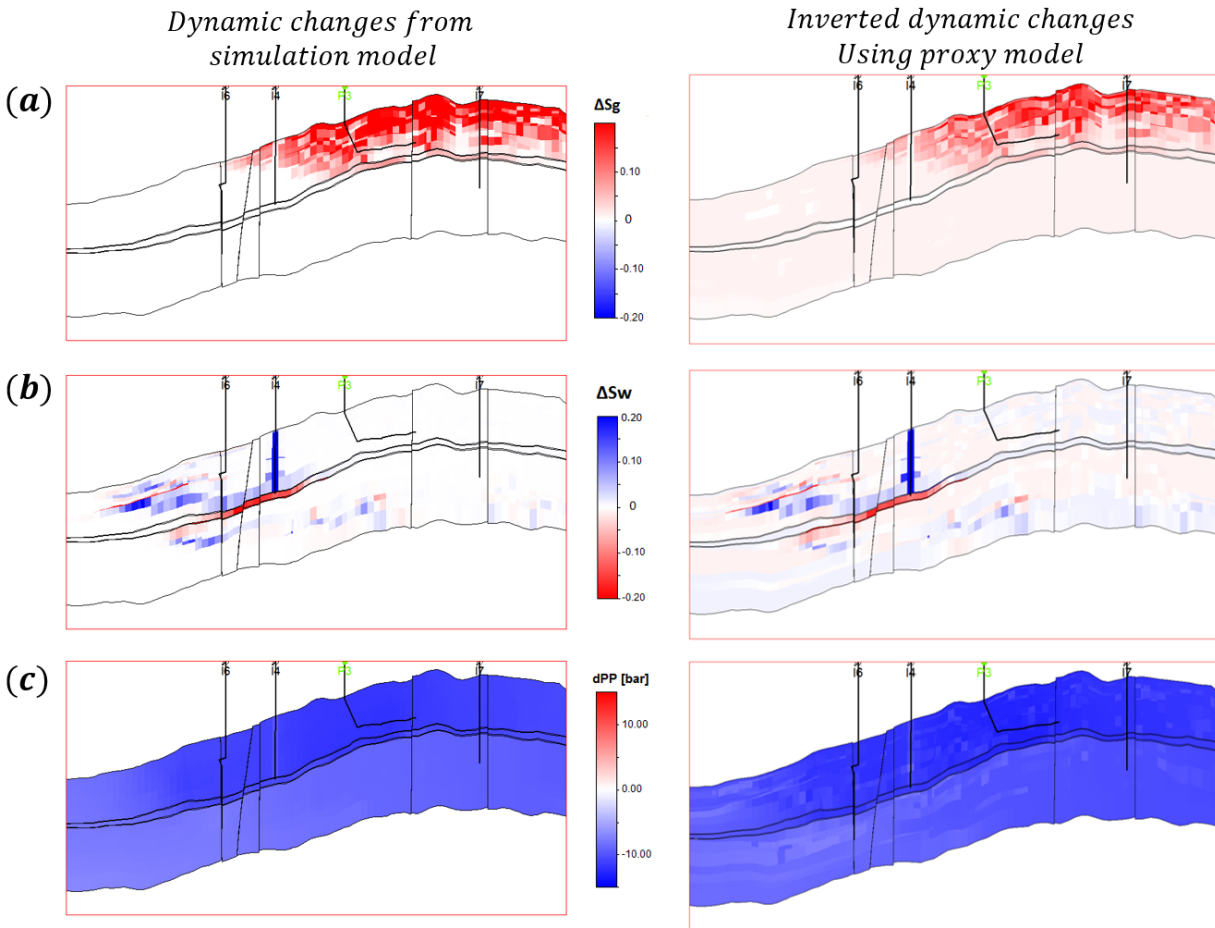 Dynamic changes from
simulation model
Inverted dynamic changes
Using proxy model
(a)
I6
I4
P3
I7
ΔSg
0.10
0
-0.10
-0.20
I6
I4
P3
I7
(b)
I6
I4
P3
I7
ΔSw
0.20
0.10
0
-0.10
-0.20
I6
I4
P3
I7
(c)
I6
I4
P3
I7
dPP [bar]
10.00
0.00
-10.00
I6
I4
P3
I7